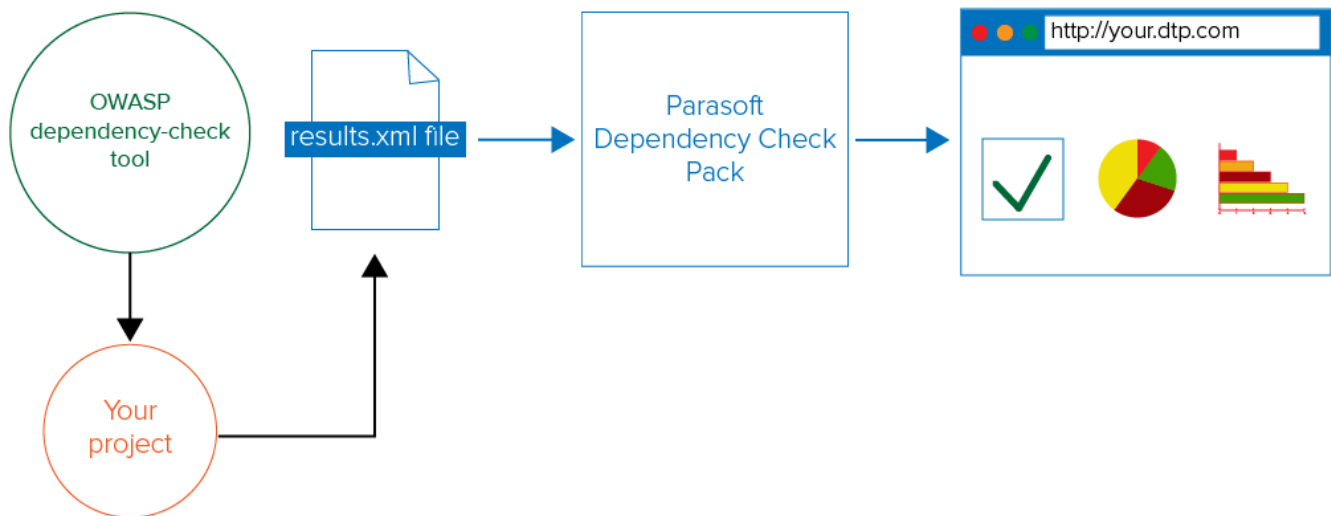 OWASP
dependency-check
tool
results.xml file
Parasoft
Dependency Check
Pack
http://your.dtp.com
Your
project